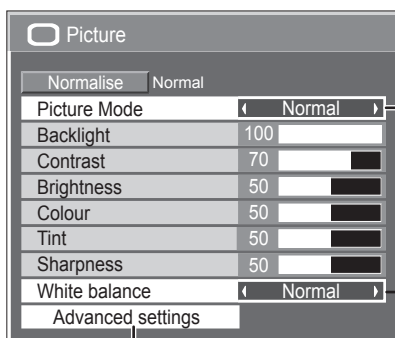 Picture
Normalise Normal
Picture Mode Normal
Backlight 100
Contrast 70
Brightness 50
Colour 50
Tint 50
Sharpness 50
White balance Normal
Advanced settings